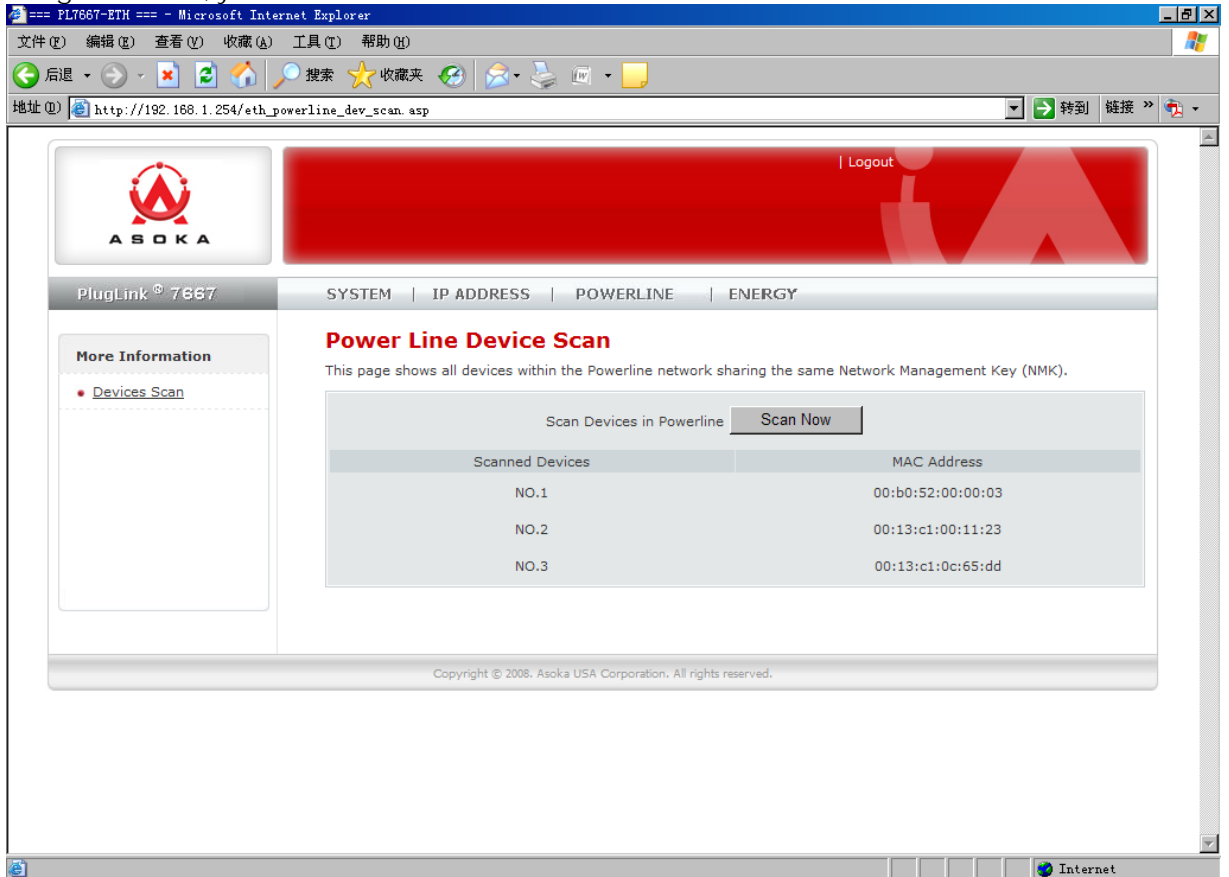 === PL7667-ETH === - Microsoft Internet Explorer
文件(F) 编辑(E) 查看(V) 收藏(A) 工具(T) 帮助(H)
后退 搜索 收藏夹
地址(D) http://192.168.1.254/eth_powerline_dev_scan.asp 转到 链接 »
| Logout
ASOKA
PlugLink ® 7667 SYSTEM | IP ADDRESS | POWERLINE | ENERGY
Power Line Device Scan
More Information
This page shows all devices within the Powerline network sharing the same Network Management Key (NMK).
Devices Scan
Scan Devices in Powerline Scan Now
Scanned Devices MAC Address
NO.1 00:b0:52:00:00:03
NO.2 00:13:c1:00:11:23
NO.3 00:13:c1:0c:65:dd
Copyright © 2008. Asoka USA Corporation. All rights reserved.
Internet